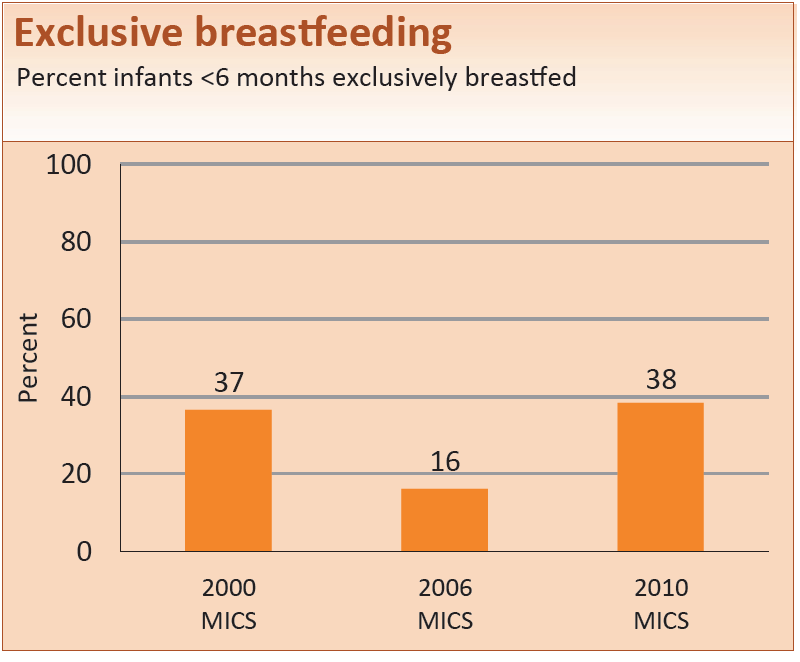 Exclusive breastfeeding
Percent infants <6 months exclusively breastfed
Percent
100
80
60
40
20
0
37
16
38
2000
MICS
2006
MICS
2010
MICS